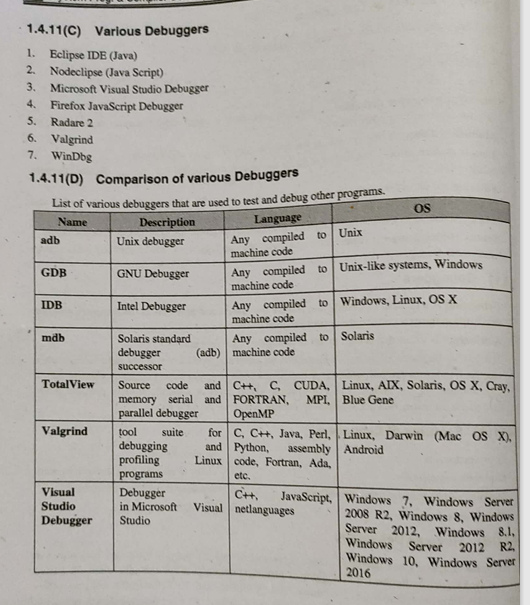 1.4.11(C) Various Debuggers
1. Eclipse IDE (Java)
2. Nodeclipse (Java Script)
3. Microsoft Visual Studio Debugger
4. Firefox JavaScript Debugger
5. Radare 2
6. Valgrind
7. WinDbg
1.4.11(D) Comparison of various Debuggers
List of various debuggers that are used to test and debug other programs.
Name Description Language OS
adb Unix debugger Any compiled to Unix
machine code
GDB GNU Debugger Any compiled to Unix-like systems, Windows
machine code
IDB Intel Debugger Any compiled to Windows, Linux, OS X
machine code
mdb Solaris standard Any compiled to Solaris
debugger (adb) machine code
successor
TotalView Source code and C++, C, CUDA, Linux, AIX, Solaris, OS X, Cray,
memory serial and FORTRAN, MPI, Blue Gene
parallel debugger OpenMP
Valgrind tool suite for C, C++, Java, Perl, Linux, Darwin (Mac OS X),
debugging and Python, assembly Android
profiling Linux code, Fortran, Ada,
programs etc.
Visual Debugger C++, JavaScript, Windows 7, Windows Server
Studio in Microsoft Visual netlanguages 2008 R2, Windows 8, Windows
Debugger Studio Server 2012, Windows 8.1,
Windows Server 2012 R2,
Windows 10, Windows Server
2016